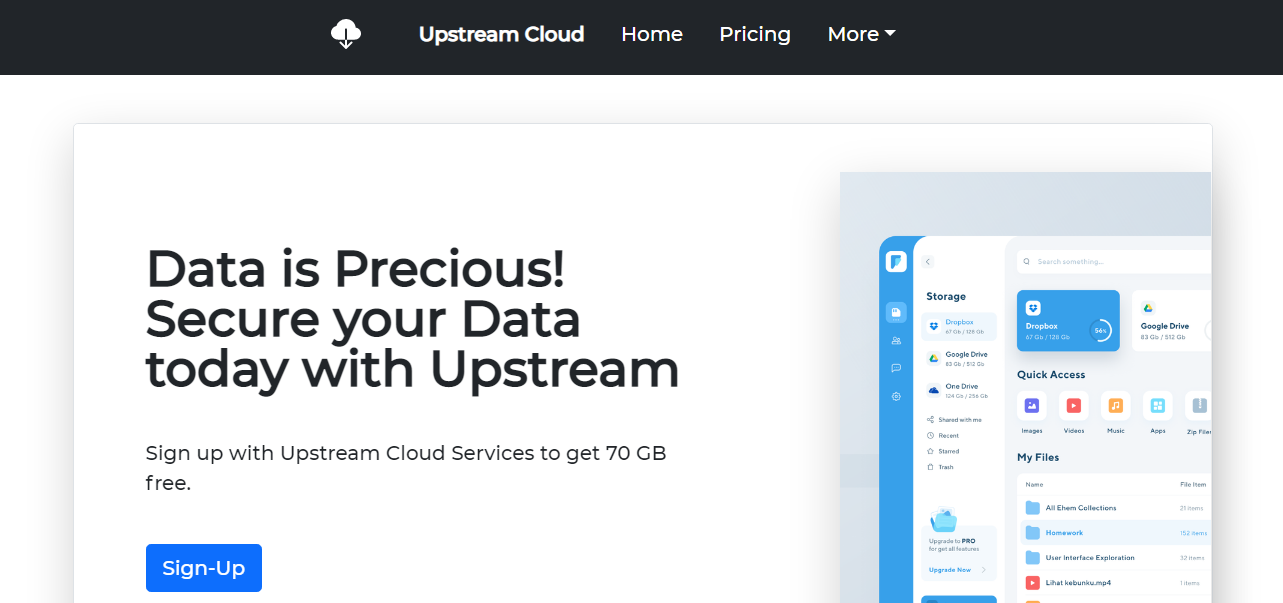 Upstream Cloud Home Pricing More
Data is Precious!
Secure your Data
today with Upstream
Sign up with Upstream Cloud Services to get 70 GB
free.
Sign-Up
Search something...
Storage
Dropbox
67 Gb / 128 Gb
Google Drive
83 Gb / 512 Gb
One Drive
124 Gb / 256 Gb
Shared with me
Recent
Starred
Trash
Upgrade to PRO
for get all features
Upgrade Now
Dropbox
67 Gb / 128 Gb
56%
Google Drive
83 Gb / 512 Gb
Quick Access
Images Videos Music Apps Zip Files
My Files
Name File Item
All Ehem Collections 21 items
Homework 152 items
User Interface Exploration 32 items
Lihat kebunku.mp4 1 items